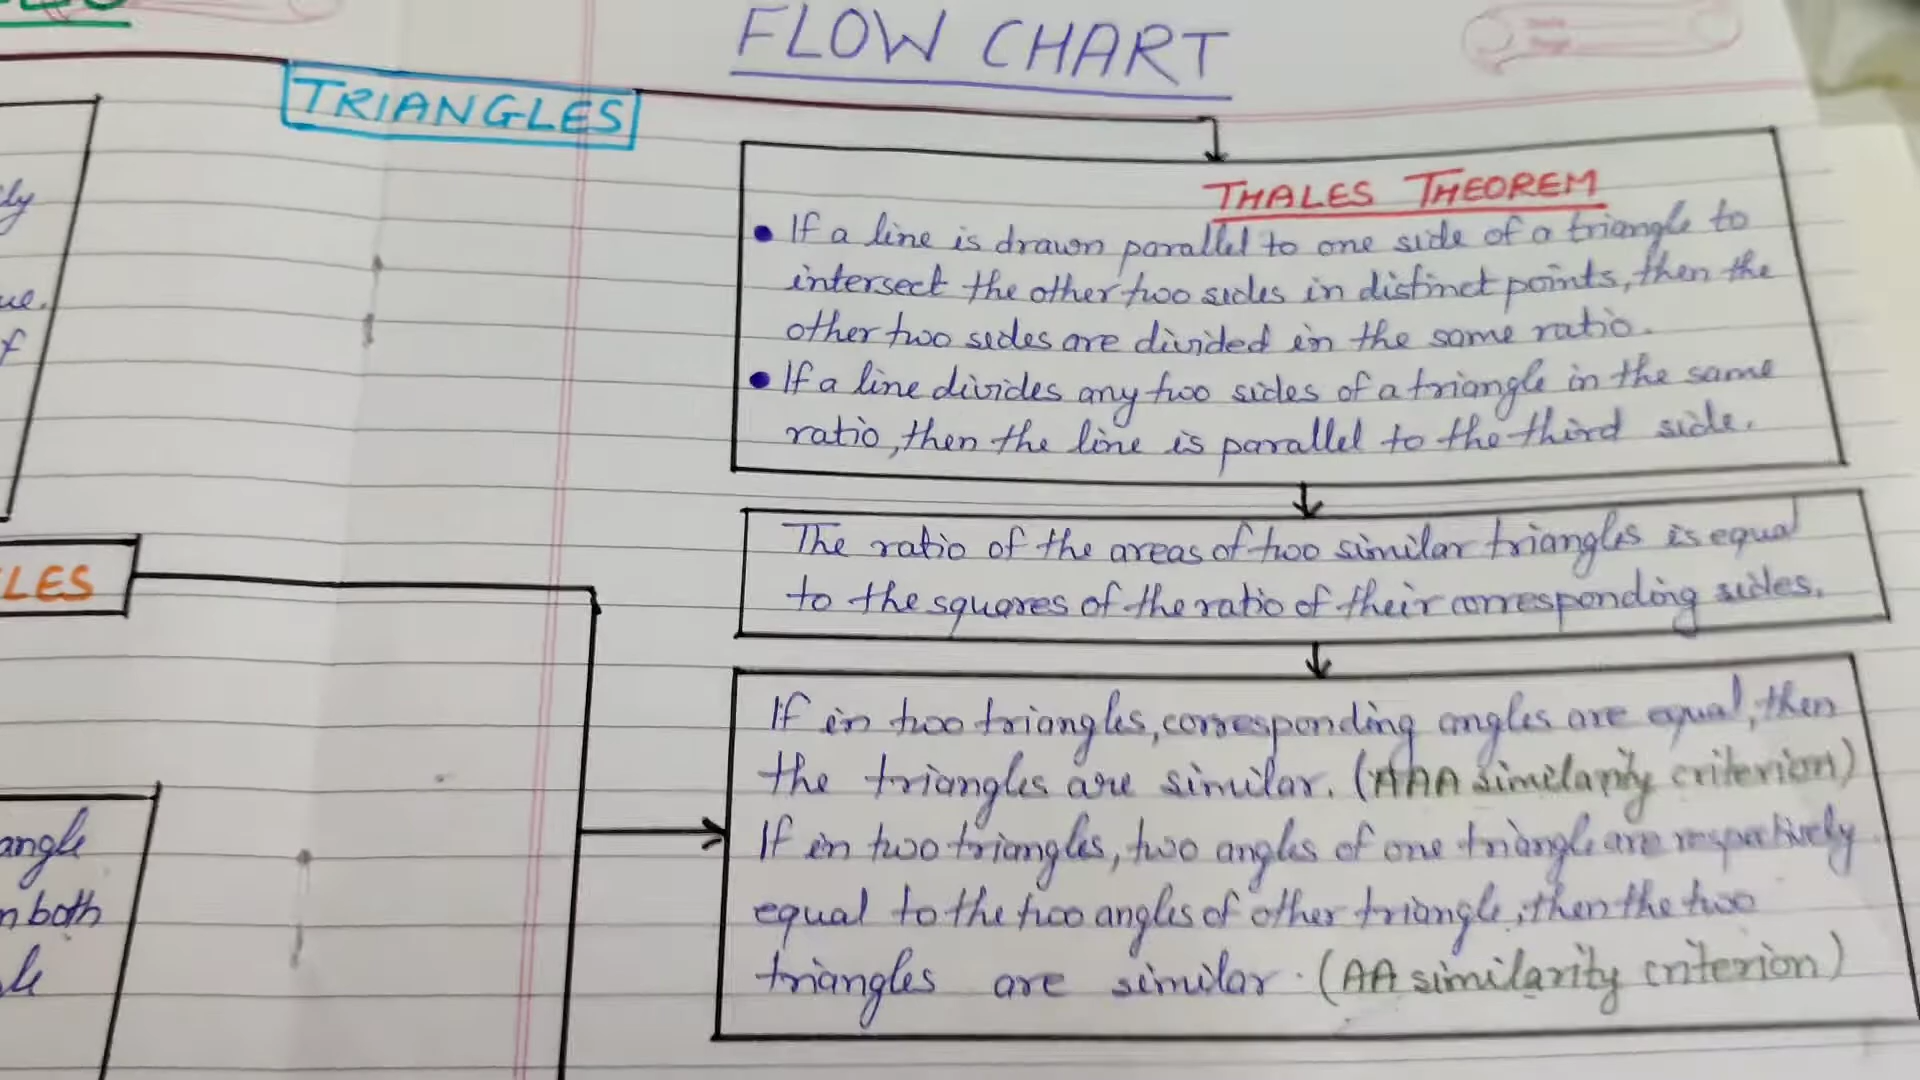 FLOW CHART
TRIANGLES
THALES THEOREM
• If a line is drawn parallel to one side of a triangle to
intersect the other two sides in distinct points, then the
other two sides are divided in the same ratio.
• If a line divides any two sides of a triangle in the same
ratio, then the line is parallel to the third side.
The ratio of the areas of two similar triangles is equal
to the squares of the ratio of their corresponding sides.
If in two triangles, corresponding angles are equal, then
the triangles are similar. (AAA similarity criterion)
If in two triangles, two angles of one triangle are respectively
equal to the two angles of other triangle, then the two
triangles are similar. (AA similarity criterion)
ly
ue.
f
LES
angle
n both
le